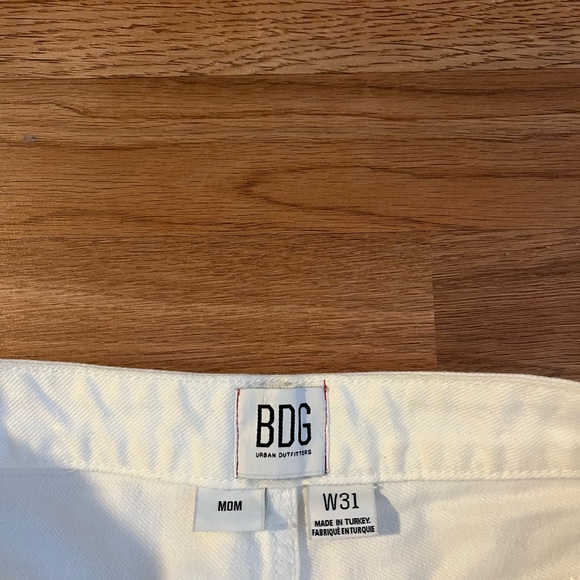 BDG
URBAN OUTFITTERS
MOM
W31
MADE IN TURKEY.
FABRIQUÉ EN TURQUIE